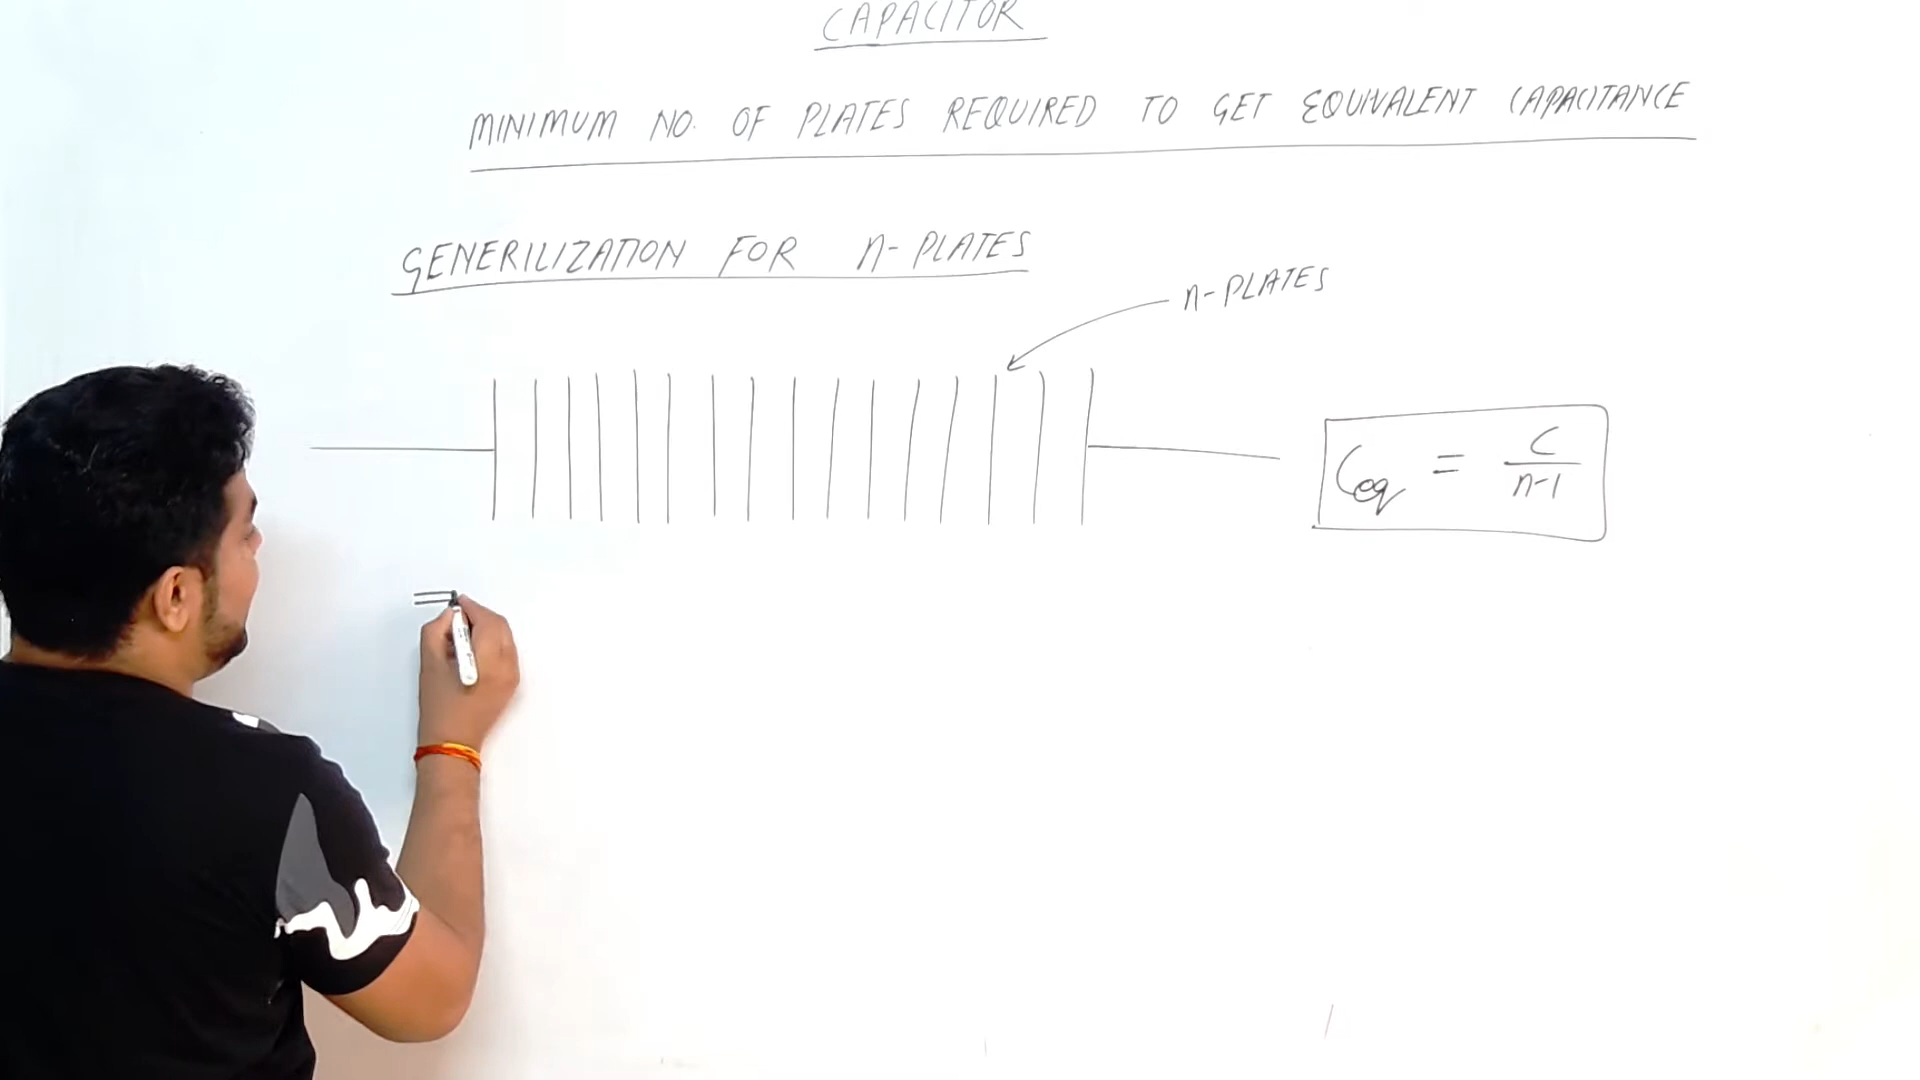 CAPACITOR
MINIMUM NO. OF PLATES REQUIRED TO GET EQUIVALENT CAPACITANCE
GENERILIZATION FOR n-PLATES
n-PLATES
Ceq = C/n-1